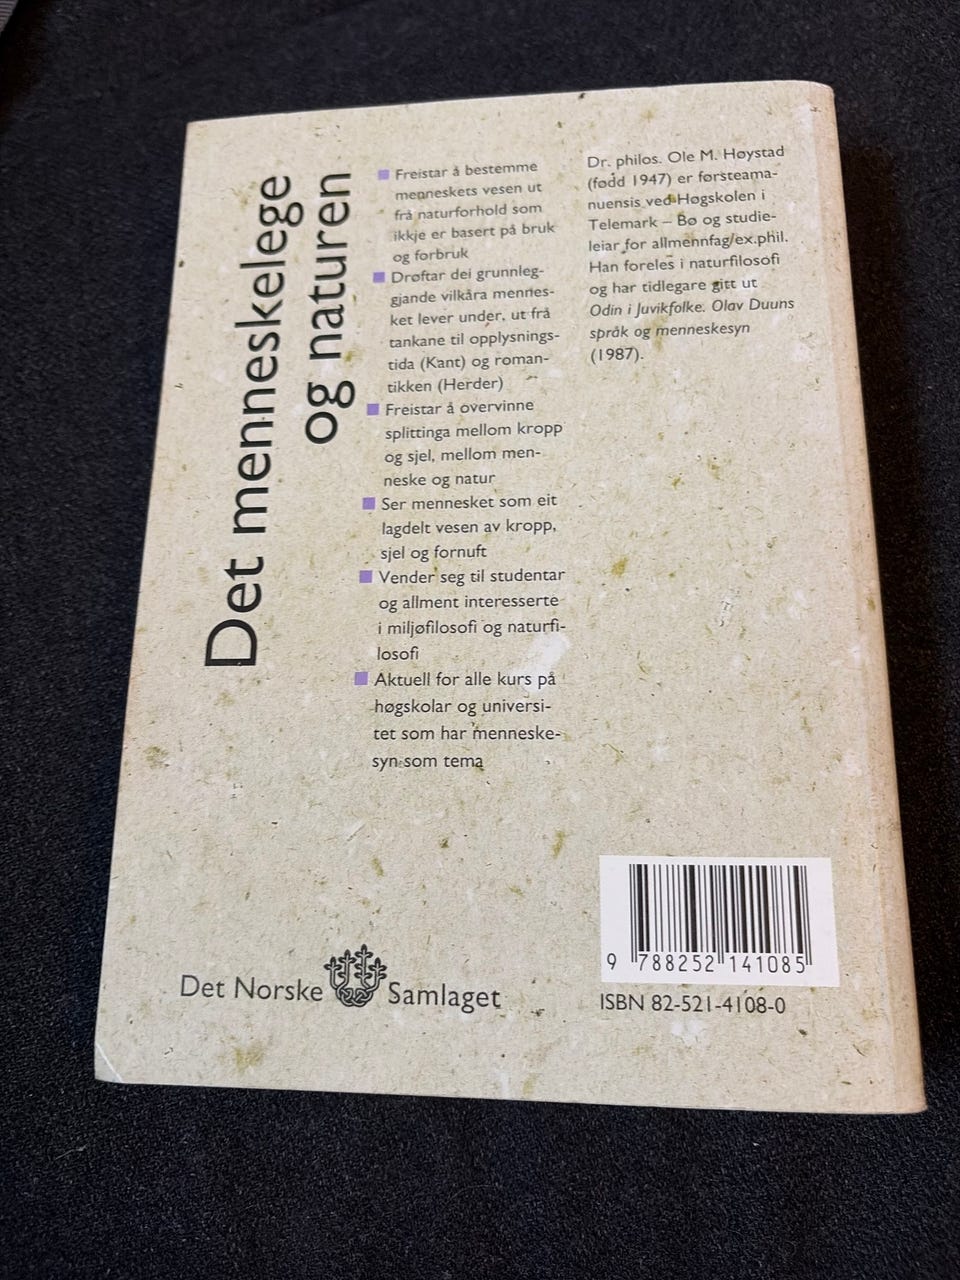 Det menneskelege
og naturen
Freistar å bestemme
menneskets vesen ut
frå naturforhold som
ikkje er basert på bruk
og forbruk
Drøftar dei grunnleg-
gjande vilkåra mennes-
ket lever under, ut frå
tankane til opplysnings-
tida (Kant) og roman-
tikken (Herder)
Freistar å overvinne
splittinga mellom kropp
og sjel, mellom men-
neske og natur
Ser mennesket som eit
lagdelt vesen av kropp,
sjel og fornuft
Vender seg til studentar
og allment interesserte
i miljøfilosofi og naturfi-
losofi
Aktuell for alle kurs på
høgskolar og universi-
tet som har menneske-
syn som tema
Dr. philos. Ole M. Høystad
(fødd 1947) er førsteama-
nuensis ved Høgskolen i
Telemark – Bø og studie-
leiar for allmennfag/ex.phil.
Han foreles i naturfilosofi
og har tidlegare gitt ut
Odin i Juvikfolke. Olav Duuns
språk og menneskesyn
(1987).
Det Norske Samlaget
9 788252 141085
ISBN 82-521-4108-0